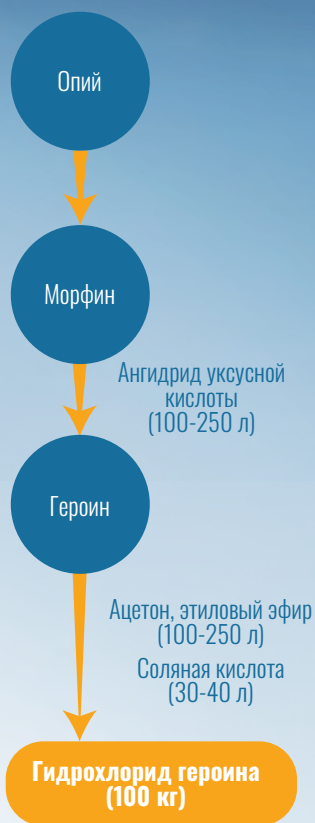 Опий
Морфин
Ангидрид уксусной
кислоты
(100-250 л)
Героин
Ацетон, этиловый эфир
(100-250 л)
Соляная кислота
(30-40 л)
Гидрохлорид героина
(100 кг)